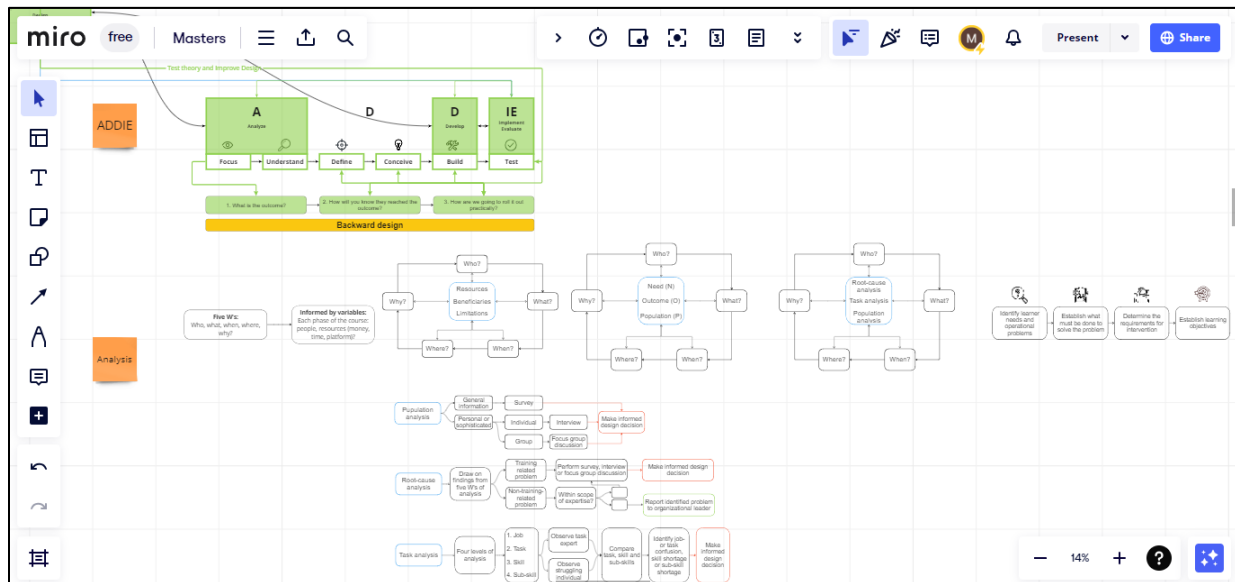 miro
free
Masters
3
M
Present
Share
Test theory and Improve Design
ADDIE
A
Analyze
D
D
Develop
IE
Implement
Evaluate
Focus
Understand
Define
Conceive
Build
Test
1. What is the outcome?
2. How will you know they reached the
outcome?
3. How are we going to roll it out
practically?
Backward design
Analysis
Five W's:
Who, what, when, where,
why?
Informed by variables:
Each phase of the course:
people, resources (money,
time, platform)?
Who?
Why?
Resources
Beneficiaries
Limitations
What?
Where?
When?
Who?
Why?
Need (N)
Outcome (O)
Population (P)
What?
Where?
When?
Who?
Why?
Root-cause
analysis
Task analysis
Population
analysis
What?
Where?
When?
Identify learner
needs and
operational
problems
Establish what
must be done to
solve the problem
Determine the
requirements for
intervention
Establish learning
objectives
Pupulation
analysis
General
information
Survey
Personal or
sophisticated
Individual
Interview
Group
Focus group
discussion
Make informed
design decision
Root-cause
analysis
Draw on
findings from
five W's of
analysis
Training
related
problem
Perform survey, interview
or focus group discussion
Make informed design
decision
Non-training-
related
problem
Within scope
of expertise?
Report identified problem
to organizational leader
Task analysis
Four levels of
analysis
1. Job
2. Task
3. Skill
4. Sub-skill
Observe task
expert
Observe
struggling
individual
Compare
task, skill and
sub-skills
Identify job-
or task
confusion,
skill shortage
or sub-skill
shortage
Make
informed
design
decision
14%
?